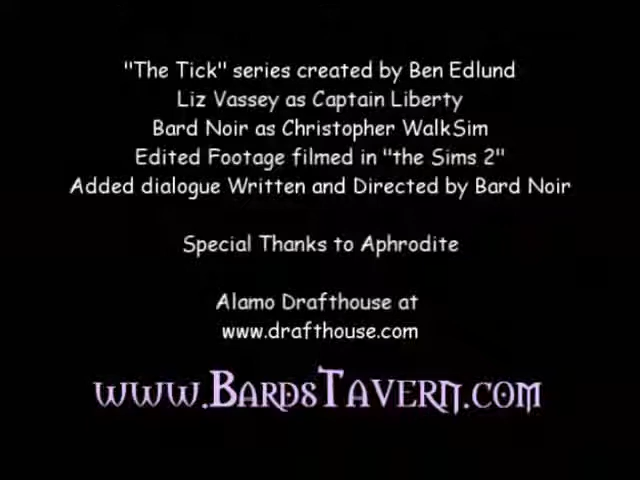 "The Tick" series created by Ben Edlund
Liz Vassey as Captain Liberty
Bard Noir as Christopher WalkSim
Edited Footage filmed in "the Sims 2"
Added dialogue Written and Directed by Bard Noir
Special Thanks to Aphrodite
Alamo Drafthouse at
www.drafthouse.com
www.BardsTavern.com